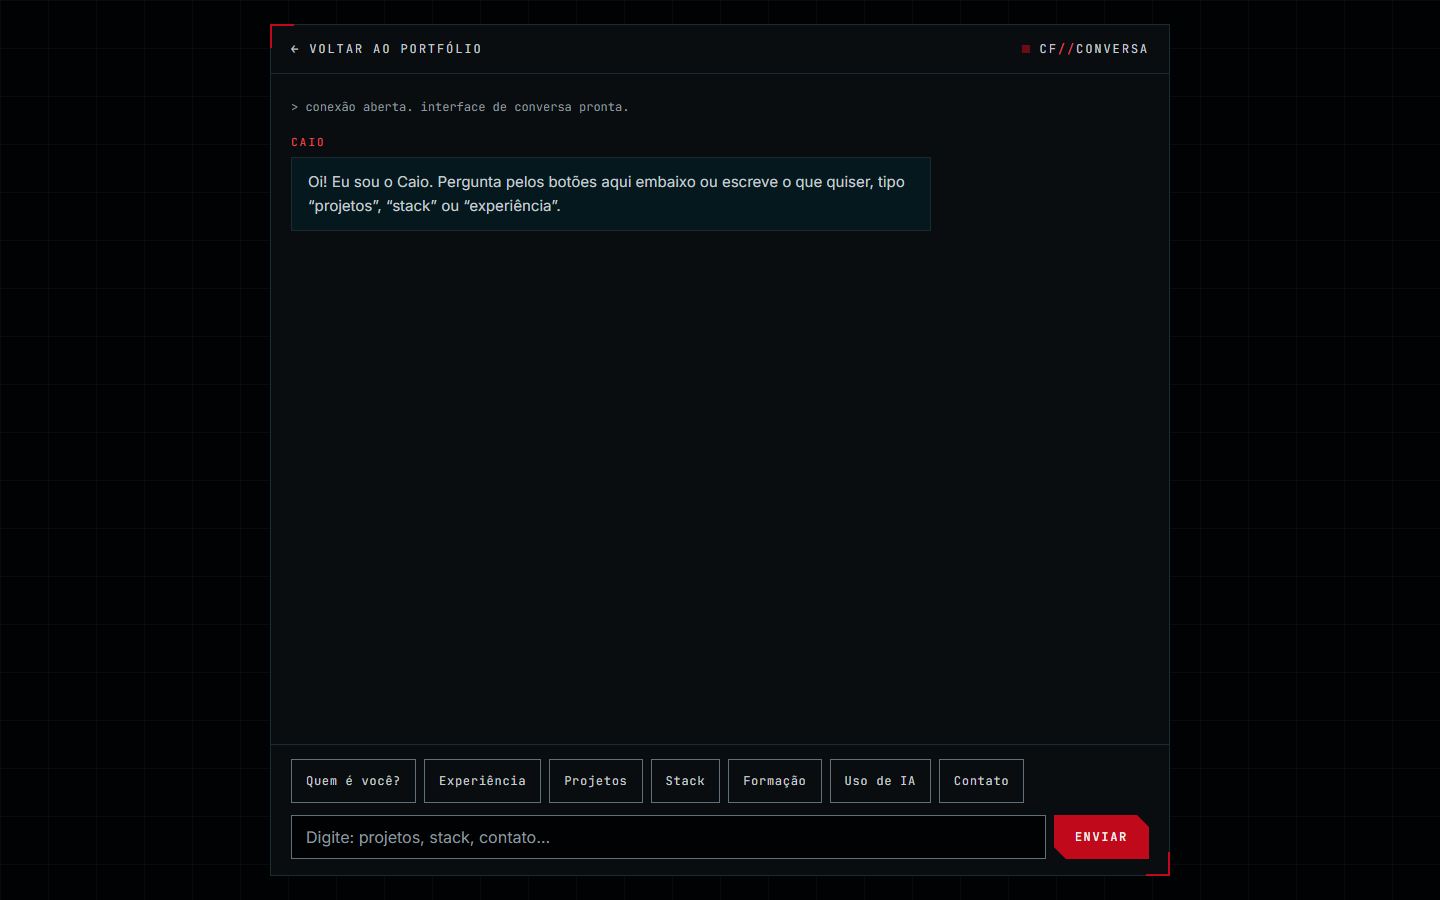 ← VOLTAR AO PORTFÓLIO
CF//CONVERSA
> conexão aberta. interface de conversa pronta.
CAIO
Oi! Eu sou o Caio. Pergunta pelos botões aqui embaixo ou escreve o que quiser, tipo
“projetos”, “stack” ou “experiência”.
Quem é você?
Experiência
Projetos
Stack
Formação
Uso de IA
Contato
Digite: projetos, stack, contato...
ENVIAR